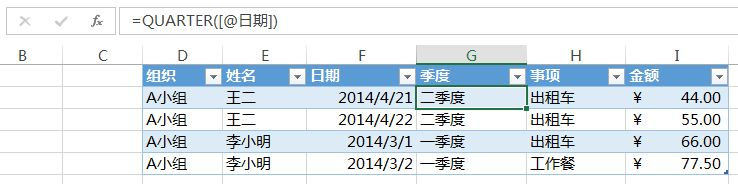 =QUARTER([@日期])
B C D E F G H I
组织 姓名 日期 季度 事项 金额
A小组 王二 2014/4/21 二季度 出租车 ¥ 44.00
A小组 王二 2014/4/22 二季度 出租车 ¥ 55.00
A小组 李小明 2014/3/1 一季度 出租车 ¥ 66.00
A小组 李小明 2014/3/2 一季度 工作餐 ¥ 77.50